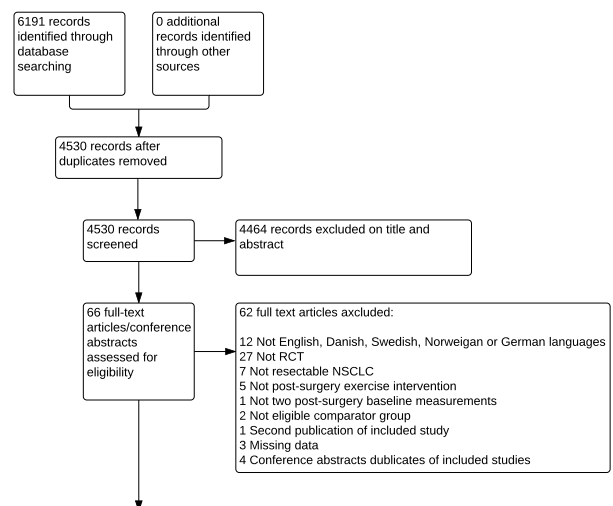 6191 records
identified through
database
searching
0 additional
records identified
through other
sources
4530 records after
duplicates removed
4530 records
screened
4464 records excluded on title and
abstract
66 full-text
articles/conference
abstracts
assessed for
eligibility
62 full text articles axcluded:
12 Not English, Danish, Swedish, Norweigan or German languages
27 Not RCT
7 Not resectable NSCLC
5 Not post-surgery exercise intervention
1 Not two post-surgery baseline measurements
2 Not eligible comparator group
1 Second publication of included study
3 Missing data
4 Conference abstracts dublicates of included studies